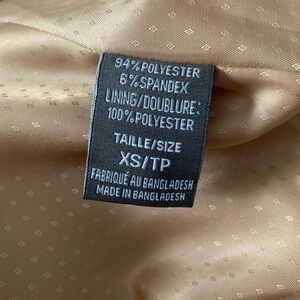 94% POLYESTER
6% SPANDEX
LINING/DOUBLURE:
100% POLYESTER
TAILLE/SIZE
XS/TP
FABRIQUÉ AU BANGLADESH
MADE IN BANGLADESH